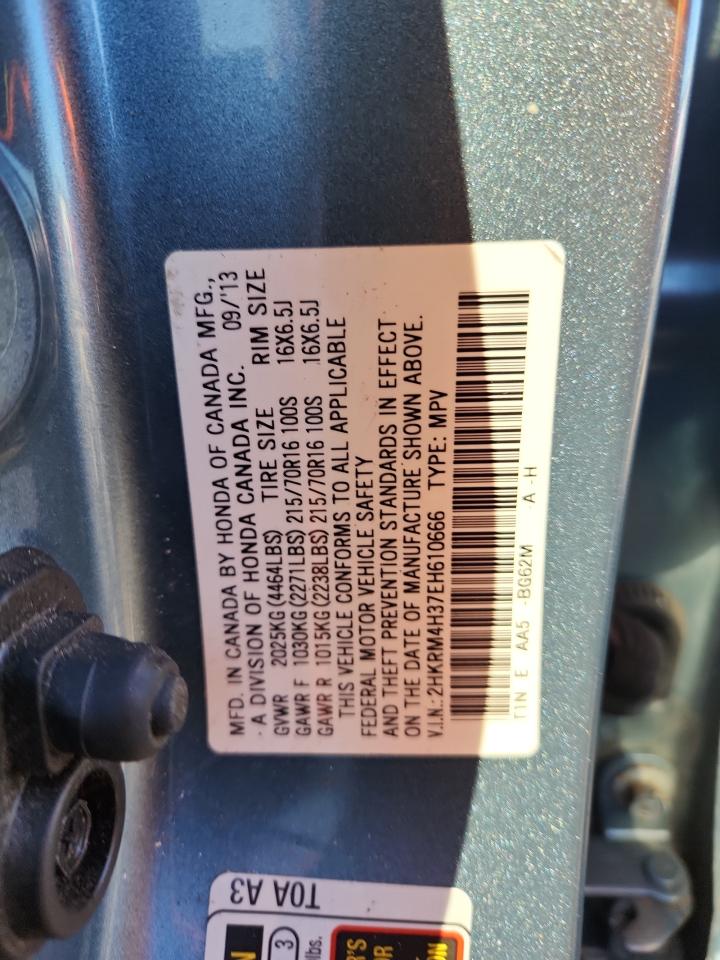 MFD. IN CANADA BY HONDA OF CANADA MFG.,
A DIVISION OF HONDA CANADA INC. 09/'13
GVWR 2025KG(4464LBS) TIRE SIZE RIM SIZE
GAWR F 1030KG(2271LBS) 215/70R16 100S 16X6.5J
GAWR R 1015KG(2238LBS) 215/70R16 100S 16X6.5J
THIS VEHICLE CONFORMS TO ALL APPLICABLE
FEDERAL MOTOR VEHICLE SAFETY
AND THEFT PREVENTION STANDARDS IN EFFECT
ON THE DATE OF MANUFACTURE SHOWN ABOVE.
V.I.N.:2HKRM4H37EH610666 TYPE: MPV
T1N E AA5 -BG62M A -H
T0A A3
3
lbs.